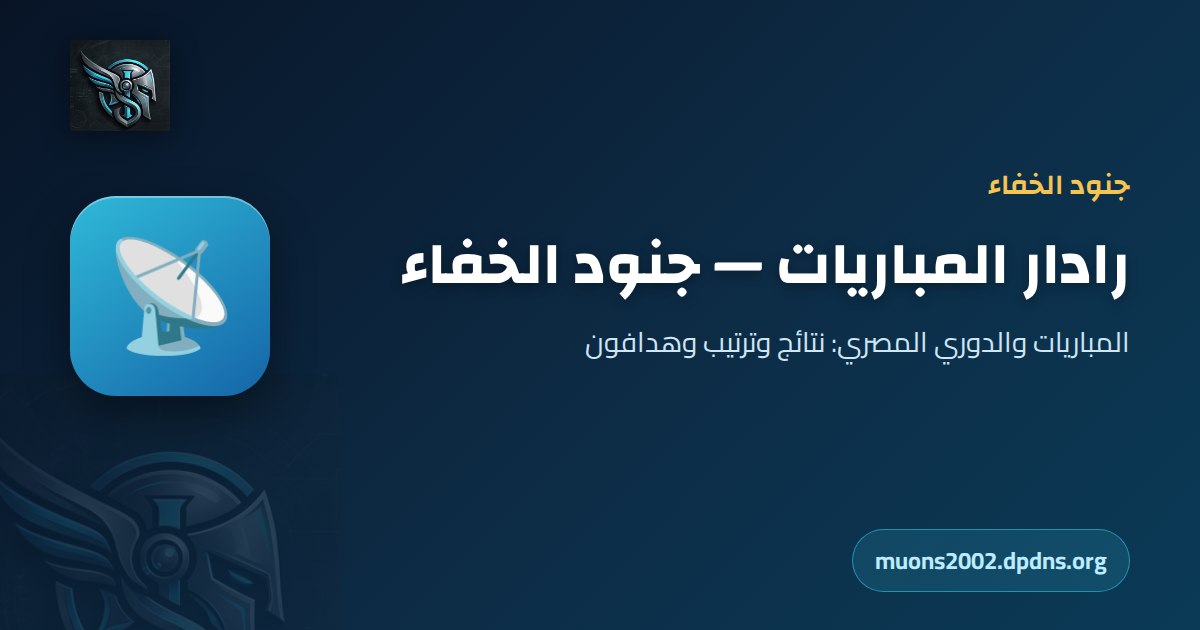 جنود الخفاء
رادار المباريات — جنود الخفاء
المباريات والدوري المصري: نتائج وترتيب وهدافون
muons2002.dpdns.org